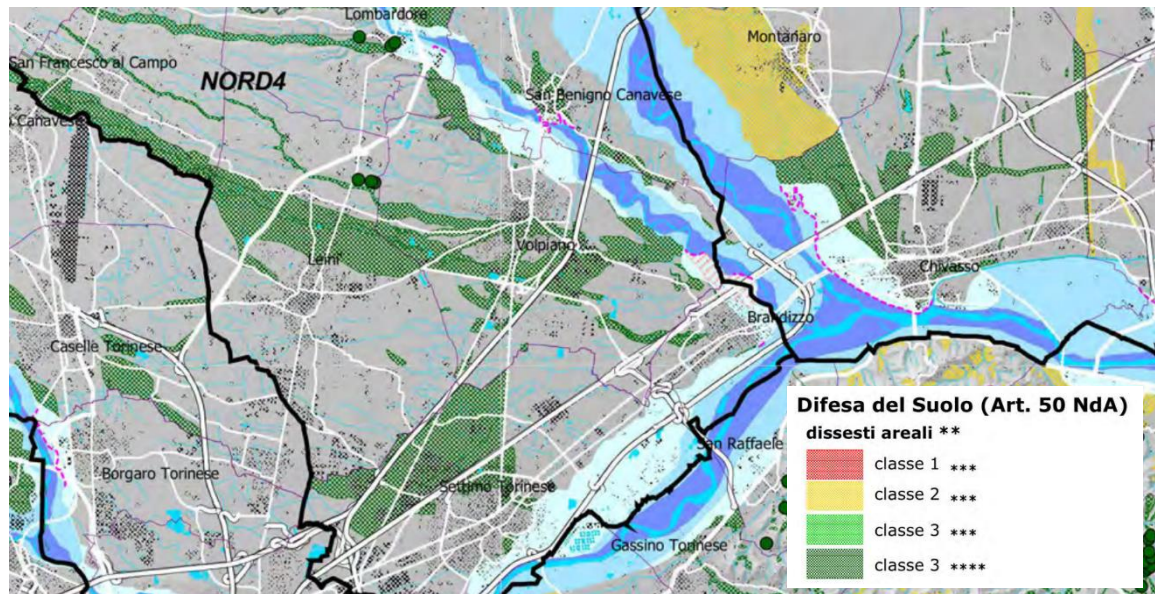 Lombardore
San Francesco al Campo
Montanaro
NORD4
San Benigno Canavese
Canavese
Volpiano
Leini'
Chivasso
Brandizzo
Caselle Torinese
San Raffaele
Borgaro Torinese
Settimo Torinese
Gassino Torinese
Difesa del Suolo (Art. 50 NdA)
dissesti areali **
classe 1 ***
classe 2 ***
classe 3 ***
classe 3 ****